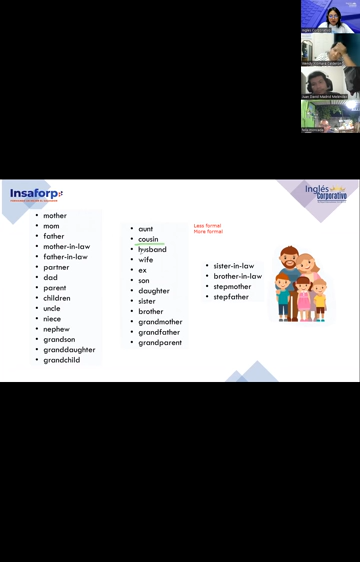 Insaforp
Inglés
Corporativo
• mother
• mom
• father
• mother-in-law
• father-in-law
• partner
• dad
• parent
• children
• uncle
• niece
• nephew
• grandson
• granddaughter
• grandchild
• aunt
• cousin
• husband
• wife
• ex
• son
• daughter
• sister
• brother
• grandmother
• grandfather
• grandparent
Less formal
More formal
• sister-in-law
• brother-in-law
• stepmother
• stepfather